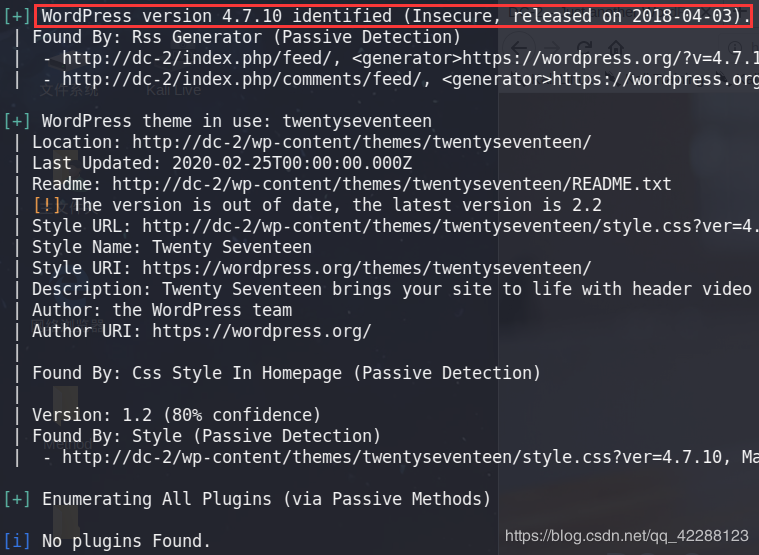 [+] WordPress version 4.7.10 identified (Insecure, released on 2018-04-03).
| Found By: Rss Generator (Passive Detection)
|  - http://dc-2/index.php/feed/, <generator>https://wordpress.org/?v=4.7.1
|  - http://dc-2/index.php/comments/feed/, <generator>https://wordpress.org
文件系统
Kali Live
[+] WordPress theme in use: twentyseventeen
| Location: http://dc-2/wp-content/themes/twentyseventeen/
| Last Updated: 2020-02-25T00:00:00.000Z
| Readme: http://dc-2/wp-content/themes/twentyseventeen/README.txt
| [!] The version is out of date, the latest version is 2.2
| Style URL: http://dc-2/wp-content/themes/twentyseventeen/style.css?ver=4.
| Style Name: Twenty Seventeen
| Style URI: https://wordpress.org/themes/twentyseventeen/
| Description: Twenty Seventeen brings your site to life with header video
| Author: the WordPress team
| Author URI: https://wordpress.org/
|
| Found By: Css Style In Homepage (Passive Detection)
|
| Version: 1.2 (80% confidence)
| Found By: Style (Passive Detection)
|  - http://dc-2/wp-content/themes/twentyseventeen/style.css?ver=4.7.10, Ma
[+] Enumerating All Plugins (via Passive Methods)
[i] No plugins Found.
https://blog.csdn.net/qq_42288123